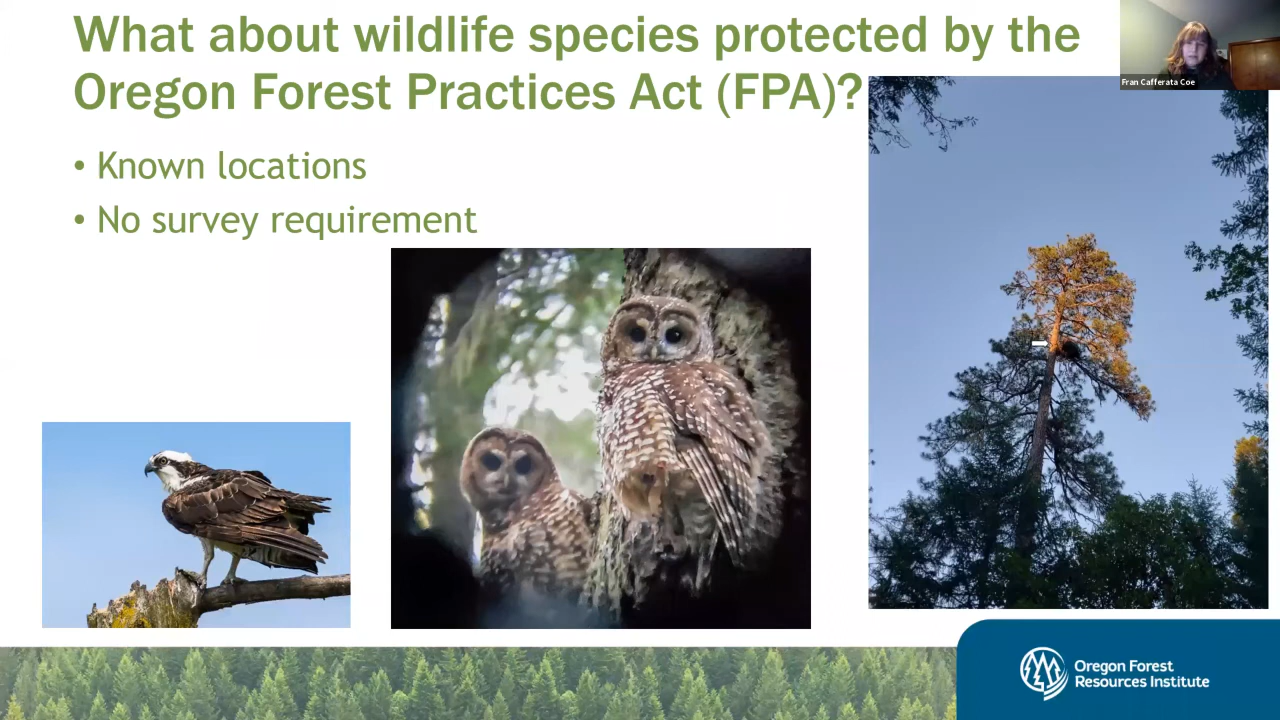 What about wildlife species protected by the
Oregon Forest Practices Act (FPA)?
• Known locations
• No survey requirement
Fran Cafferata Coe
Oregon Forest
Resources Institute